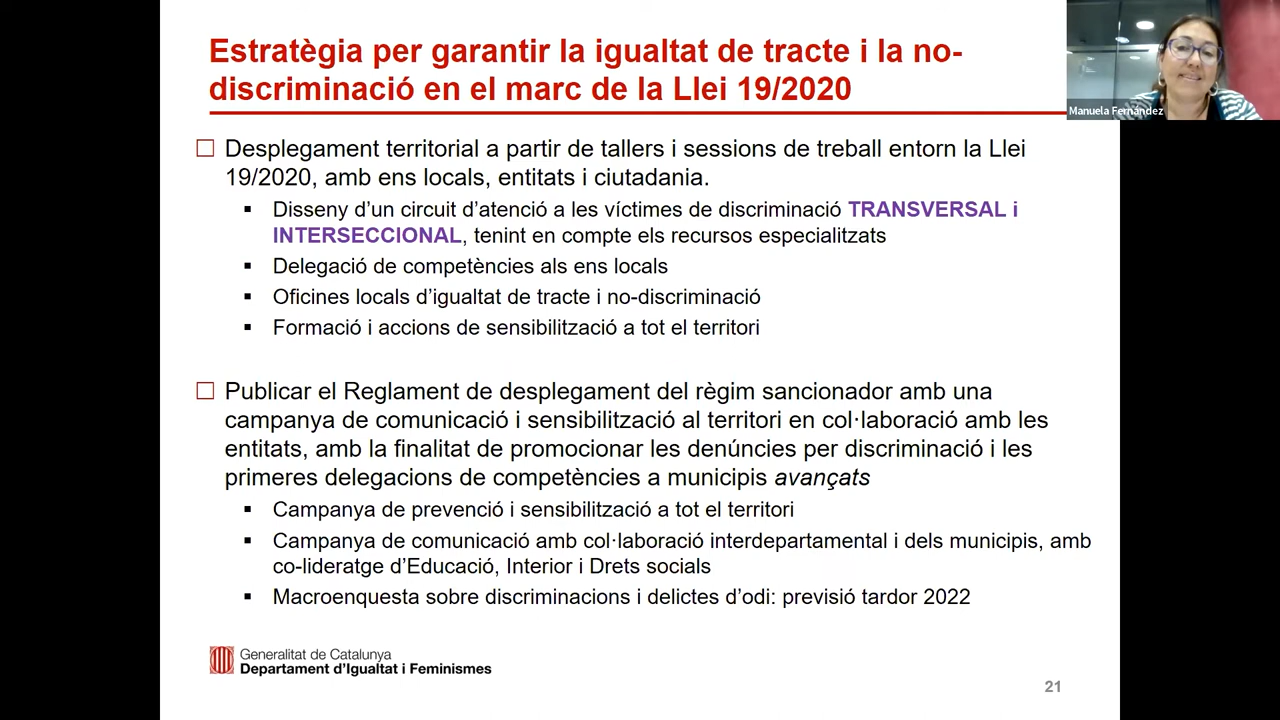 Estratègia per garantir la igualtat de tracte i la no-
discriminació en el marc de la Llei 19/2020
Manuela Fernández
Desplegament territorial a partir de tallers i sessions de treball entorn la Llei
19/2020, amb ens locals, entitats i ciutadania.
Disseny d’un circuit d’atenció a les víctimes de discriminació TRANSVERSAL i
INTERSECCIONAL, tenint en compte els recursos especialitzats
Delegació de competències als ens locals
Oficines locals d’igualtat de tracte i no-discriminació
Formació i accions de sensibilització a tot el territori
Publicar el Reglament de desplegament del règim sancionador amb una
campanya de comunicació i sensibilització al territori en col·laboració amb les
entitats, amb la finalitat de promocionar les denúncies per discriminació i les
primeres delegacions de competències a municipis avançats
Campanya de prevenció i sensibilització a tot el territori
Campanya de comunicació amb col·laboració interdepartamental i dels municipis, amb
co-lideratge d’Educació, Interior i Drets socials
Macroenquesta sobre discriminacions i delictes d’odi: previsió tardor 2022
Generalitat de Catalunya
Departament d’Igualtat i Feminismes
21